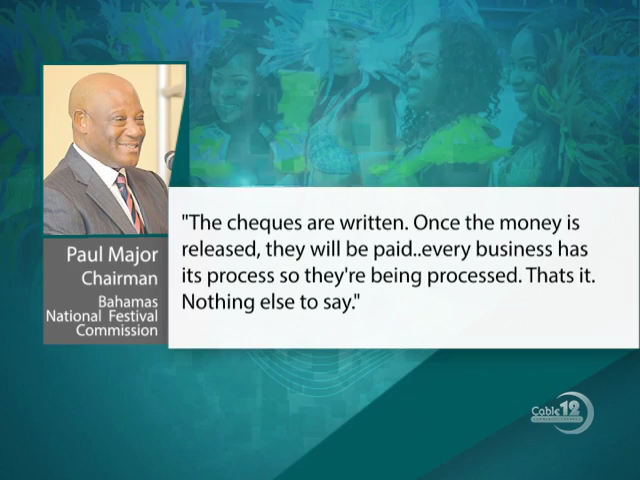 Paul Major
Chairman
Bahamas
National Festival
Commission
"The cheques are written. Once the money is
released, they will be paid..every business has
its process so they're being processed. Thats it.
Nothing else to say."
Cable 12